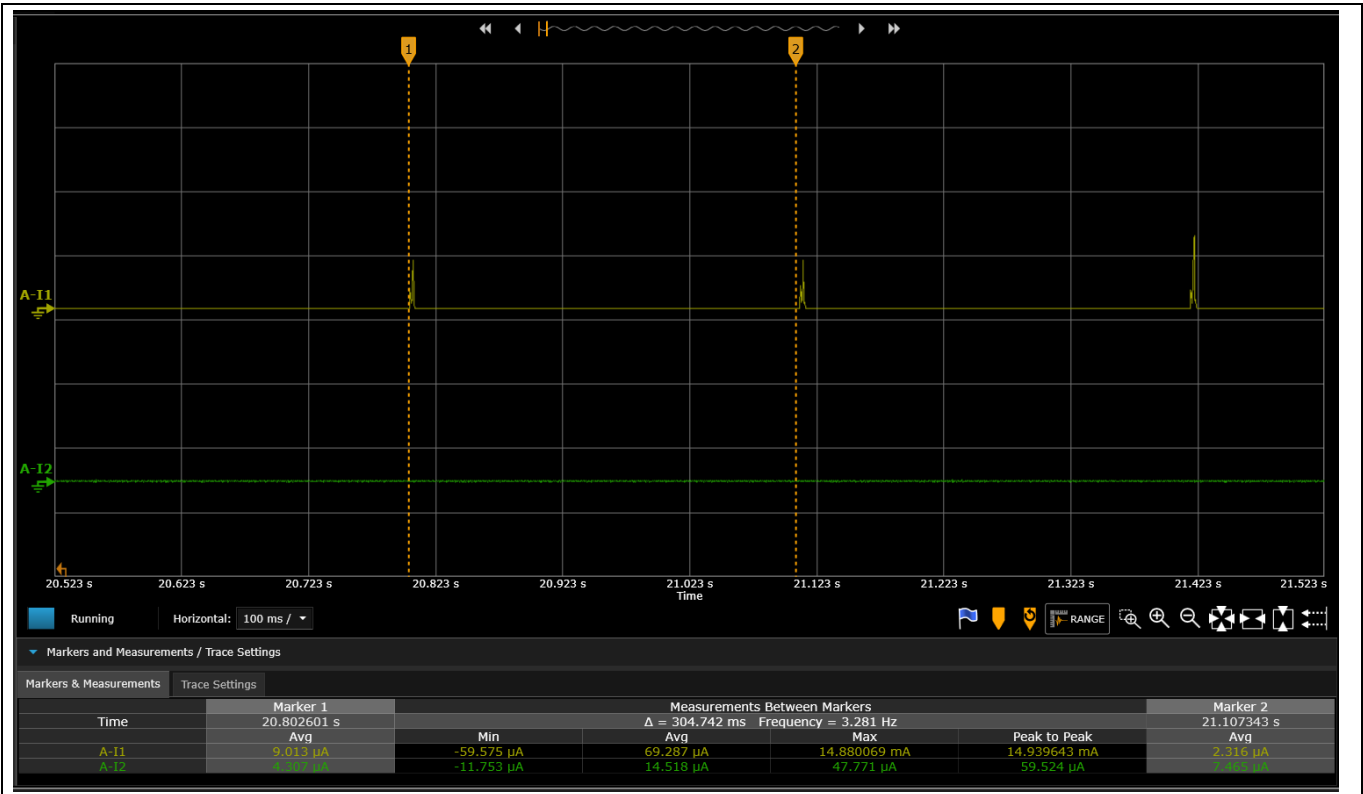 1 2
A-I1
A-I2
20.523 s 20.623 s 20.723 s 20.823 s 20.923 s 21.023 s 21.123 s 21.223 s 21.323 s 21.423 s 21.523 s
Time
Running Horizontal: 100 ms / RANGE
Markers and Measurements / Trace Settings
Markers & Measurements Trace Settings
Marker 1 Measurements Between Markers Marker 2
Time 20.802601 s Δ = 304.742 ms Frequency = 3.281 Hz 21.107343 s
Avg Min Avg Max Peak to Peak Avg
A-I1 9.013 µA -59.575 µA 69.287 µA 14.880069 mA 14.939643 mA 2.316 µA
A-I2 4.307 µA -11.753 µA 14.518 µA 47.771 µA 59.524 µA 7.465 µA